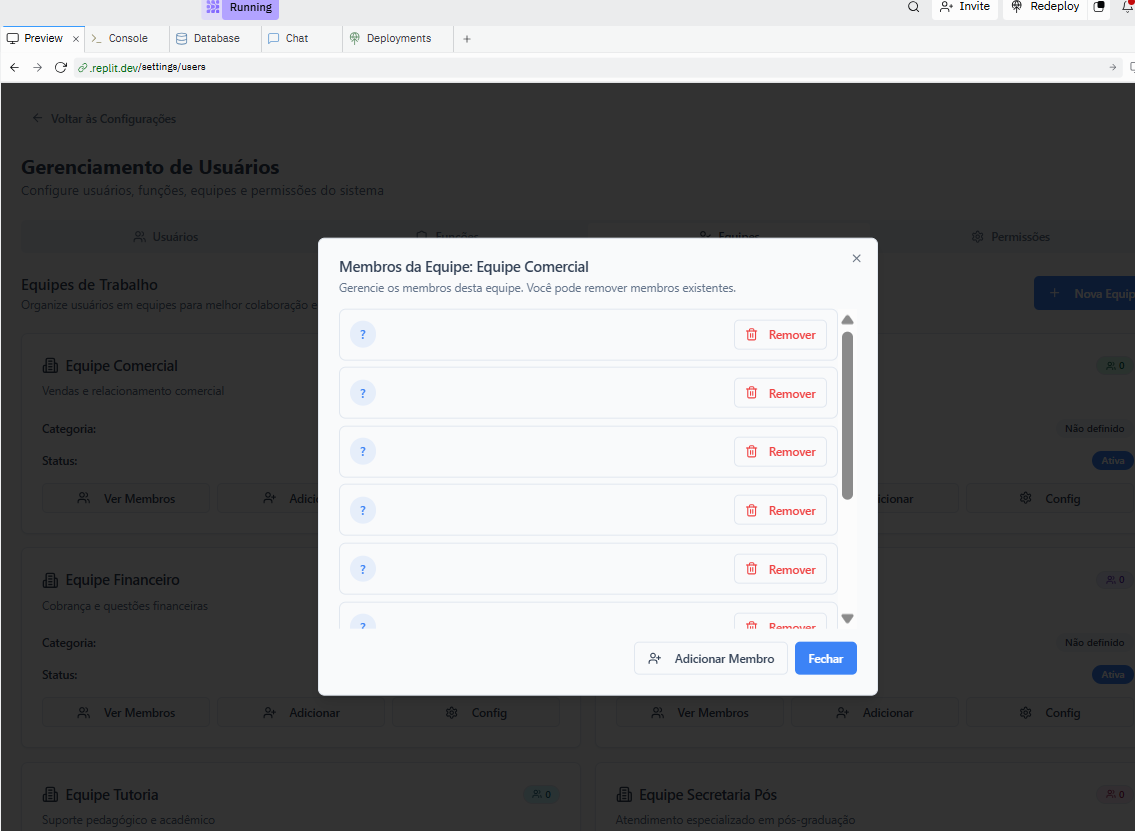 Running
Invite
Redeploy
Preview
Console
Database
Chat
Deployments
.replit.dev/settings/users
Voltar às Configurações
Gerenciamento de Usuários
Configure usuários, funções, equipes e permissões do sistema
Usuários
Funções
Equipes
Permissões
Equipes de Trabalho
Organize usuários em equipes para melhor colaboração e
Nova Equip
Membros da Equipe: Equipe Comercial
Gerencie os membros desta equipe. Você pode remover membros existentes.
? Remover
? Remover
? Remover
? Remover
? Remover
? Remover
Adicionar Membro
Fechar
Equipe Comercial
0
Vendas e relacionamento comercial
Categoria:
Não definido
Status:
Ativa
Ver Membros
Config
Equipe Financeiro
0
Cobrança e questões financeiras
Categoria:
Não definido
Status:
Ativa
Ver Membros
Adicionar
Config
Ver Membros
Adicionar
Config
Equipe Tutoria
0
Suporte pedagógico e acadêmico
Equipe Secretaria Pós
0
Atendimento especializado em pós-graduação